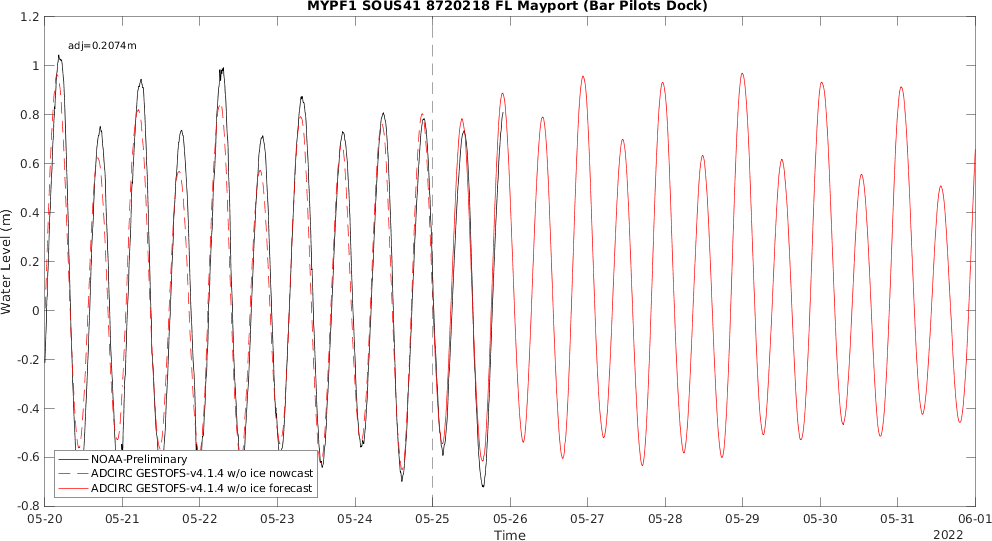 MYPF1 SOUS41 8720218 FL Mayport (Bar Pilots Dock)
1.2
adj=0.2074m
1
0.8
0.6
0.4
0.2
0
-0.2
-0.4
-0.6
-0.8
Water Level (m)
NOAA-Preliminary
ADCIRC GESTOFS-v4.1.4 w/o ice nowcast
ADCIRC GESTOFS-v4.1.4 w/o ice forecast
05-20 05-21 05-22 05-23 05-24 05-25 05-26 05-27 05-28 05-29 05-30 05-31 06-01
Time
2022